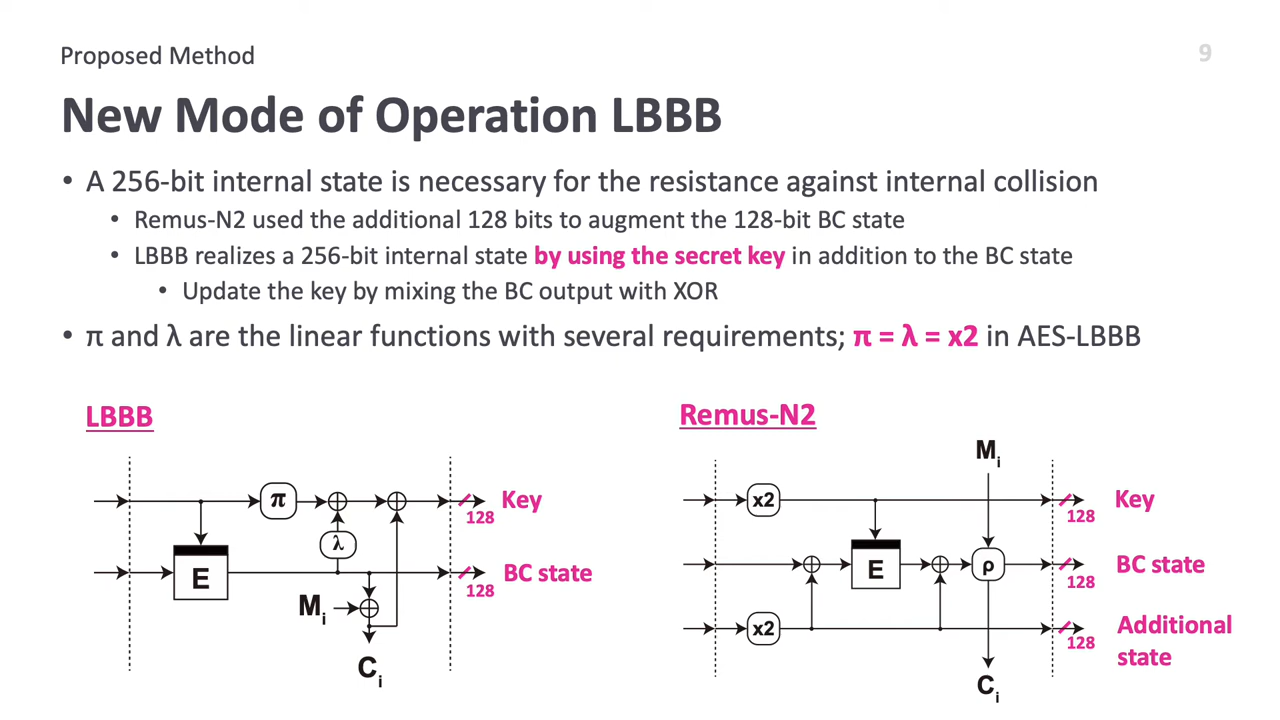 Proposed Method
9
New Mode of Operation LBBB
• A 256-bit internal state is necessary for the resistance against internal collision
• Remus-N2 used the additional 128 bits to augment the 128-bit BC state
• LBBB realizes a 256-bit internal state by using the secret key in addition to the BC state
• Update the key by mixing the BC output with XOR
• π and λ are the linear functions with several requirements; π = λ = x2 in AES-LBBB
LBBB
π
Key
128
λ
E
BC state
128
Mi
Ci
Remus-N2
Mi
x2
Key
128
E
ρ
BC state
128
x2
Additional
state
128
Ci